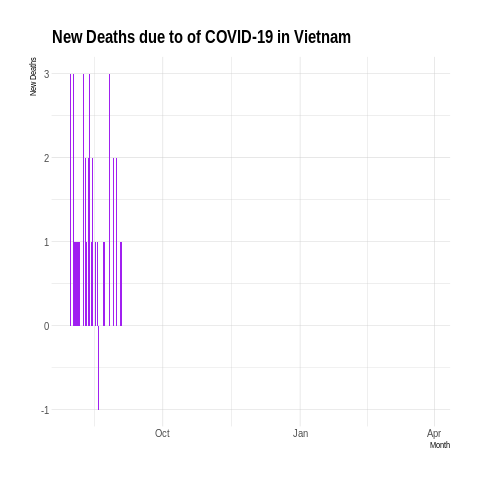 New Deaths due to of COVID-19 in Vietnam
New Deaths
3
2
1
0
-1
Oct
Jan
Apr
Month